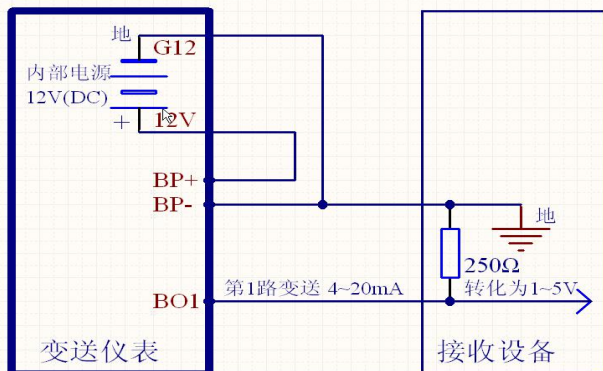 地
G12
内部电源
12V(DC)
+
12V
BP+
BP-
地
250Ω
第1路变送 4~20mA
转化为1~5V
BO1
变送仪表
接收设备